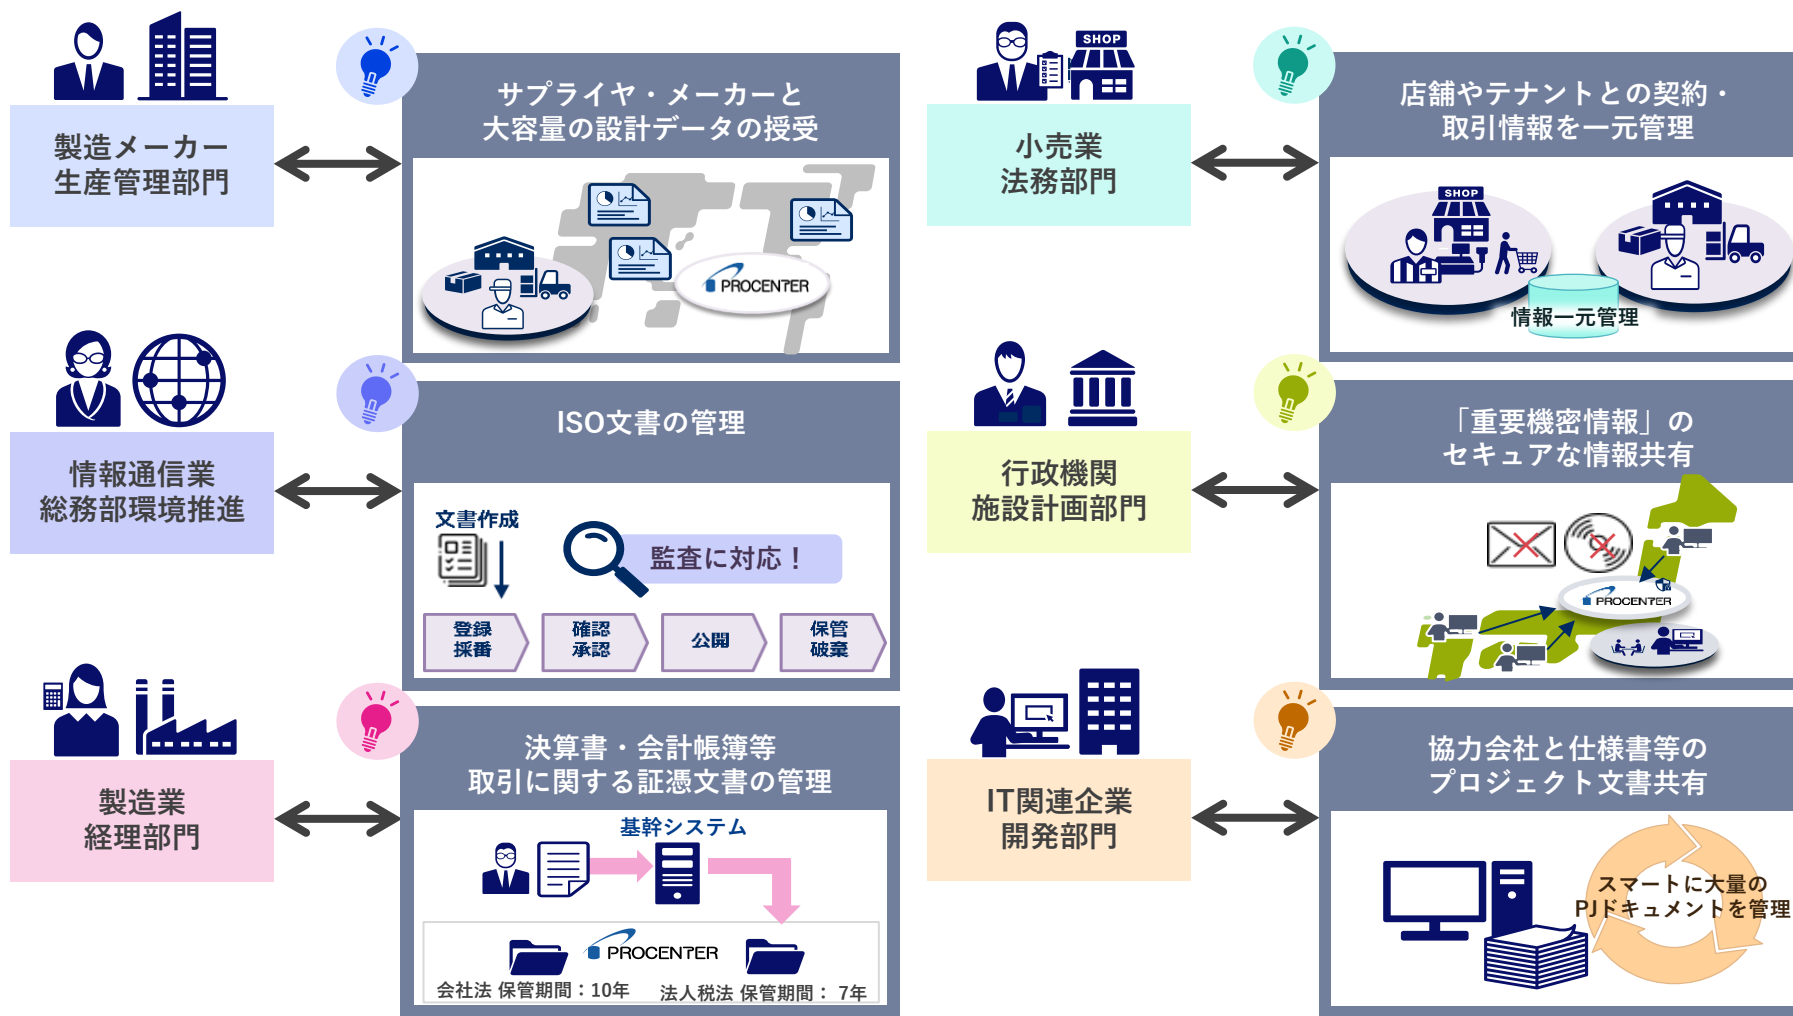 製造メーカー
生産管理部門
サプライヤ・メーカーと
大容量の設計データの授受
PROCENTER
情報通信業
総務部環境推進
ISO文書の管理
文書作成
監査に対応！
登録
採番
確認
承認
公開
保管
破棄
製造業
経理部門
決算書・会計帳簿等
取引に関する証憑文書の管理
基幹システム
PROCENTER
会社法 保管期間：10年
法人税法 保管期間： 7年
SHOP
小売業
法務部門
店舗やテナントとの契約・
取引情報を一元管理
SHOP
情報一元管理
行政機関
施設計画部門
「重要機密情報」の
セキュアな情報共有
PROCENTER
IT関連企業
開発部門
協力会社と仕様書等の
プロジェクト文書共有
スマートに大量の
PJドキュメントを管理